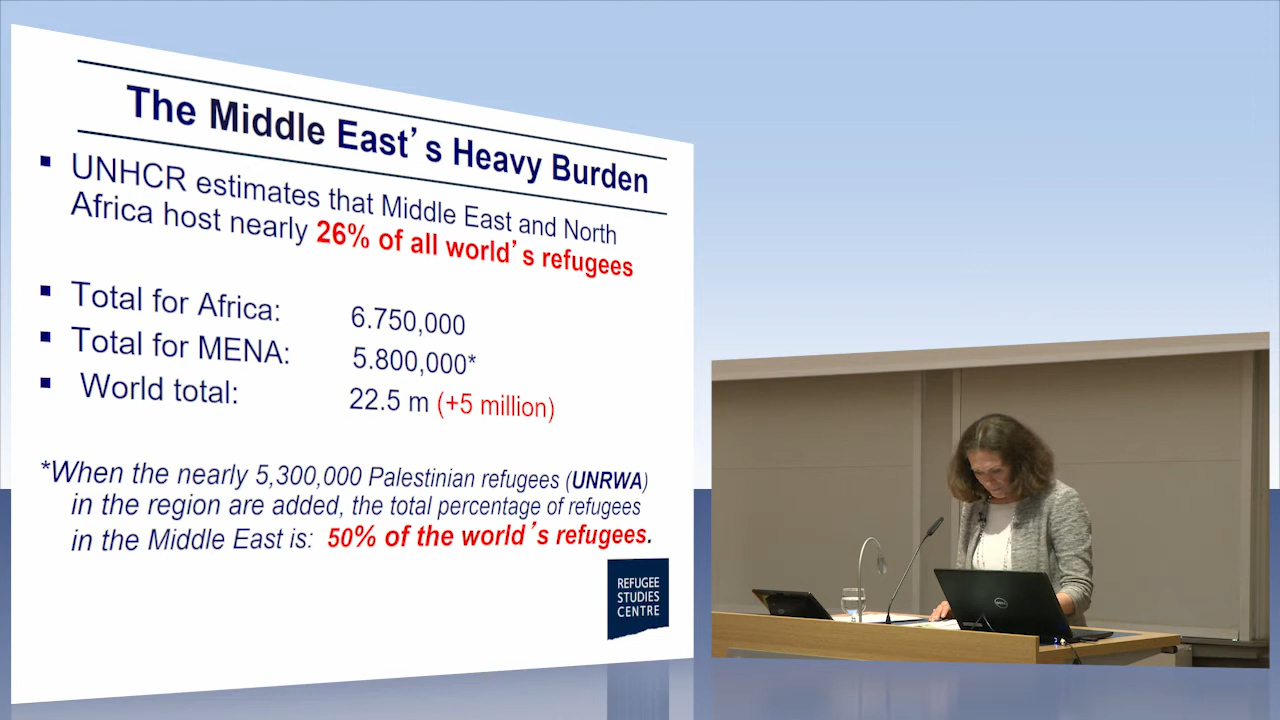 The Middle East's Heavy Burden
▪ UNHCR estimates that Middle East and North
Africa host nearly 26% of all world's refugees
▪ Total for Africa: 6.750,000
▪ Total for MENA: 5.800,000*
▪ World total: 22.5 m (+5 million)
*When the nearly 5,300,000 Palestinian refugees (UNRWA)
in the region are added, the total percentage of refugees
in the Middle East is: 50% of the world's refugees.
REFUGEE
STUDIES
CENTRE
DELL